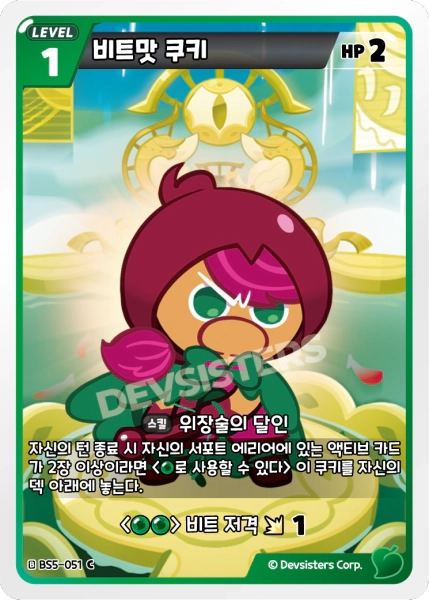 LEVEL
1
비트맛 쿠키
HP 2
DEVSISTERS
스킬 위장술의 달인
자신의 턴 종료 시 자신의 서포트 에리어에 있는 액티브 카드
가 2장 이상이라면 <로 사용할 수 있다> 이 쿠키를 자신의
덱 아래에 놓는다.
< > 비트 저격 1
B BS5-051 C
© Devsisters Corp.